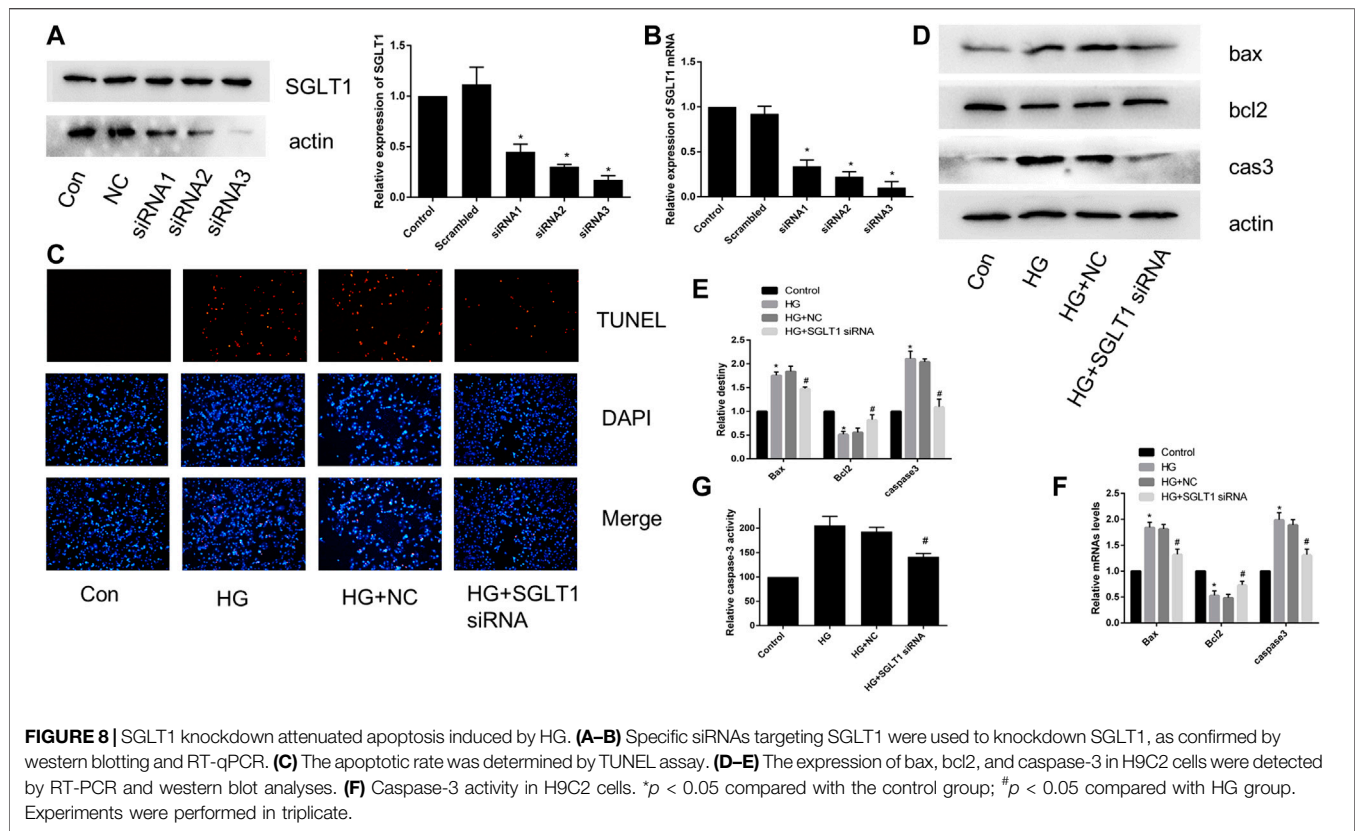 A
SGLT1
actin
Con
NC
siRNA1
siRNA2
siRNA3
Relative expression of SGLT1
1.5
1.0
0.5
0.0
*
*
*
Control
Scrambled
siRNA1
siRNA2
siRNA3
B
Relative expression of SGLT1 mRNA
1.5
1.0
0.5
0.0
*
*
*
Control
Scrambled
siRNA1
siRNA2
siRNA3
D
bax
bcl2
cas3
actin
Con
HG
HG+NC
HG+SGLT1 siRNA
C
TUNEL
DAPI
Merge
Con
HG
HG+NC
HG+SGLT1
siRNA
E
Control
HG
HG+NC
HG+SGLT1 siRNA
Relative destiny
2.5
2.0
1.5
1.0
0.5
0.0
*
#
*
#
*
#
Bax
Bcl2
caspase3
G
Relative caspase-3 activity
200
150
100
50
0
#
Control
HG
HG+NC
HG+SGLT1 siRNA
F
Control
HG
HG+NC
HG+SGLT1 siRNA
Relative mRNAs levels
2.5
2.0
1.5
1.0
0.5
0.0
*
#
*
#
*
#
Bax
Bcl2
caspase3
FIGURE 8 | SGLT1 knockdown attenuated apoptosis induced by HG. (A–B) Specific siRNAs targeting SGLT1 were used to knockdown SGLT1, as confirmed by
western blotting and RT-qPCR. (C) The apoptotic rate was determined by TUNEL assay. (D–E) The expression of bax, bcl2, and caspase-3 in H9C2 cells were detected
by RT-PCR and western blot analyses. (F) Caspase-3 activity in H9C2 cells. *p < 0.05 compared with the control group; #p < 0.05 compared with HG group.
Experiments were performed in triplicate.